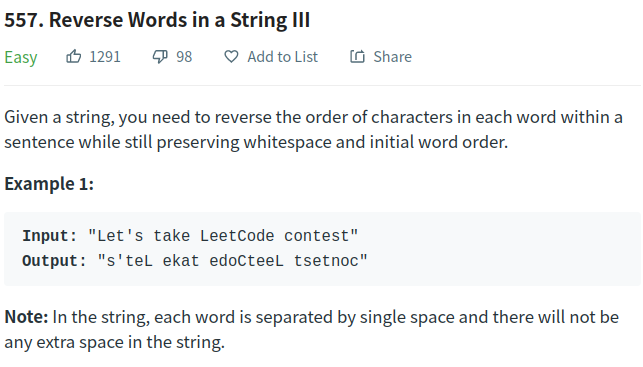 557. Reverse Words in a String III
Easy 1291 98 Add to List Share
Given a string, you need to reverse the order of characters in each word within a
sentence while still preserving whitespace and initial word order.
Example 1:
Input: "Let's take LeetCode contest"
Output: "s'teL ekat edoCteeL tsetnoc"
Note: In the string, each word is separated by single space and there will not be
any extra space in the string.